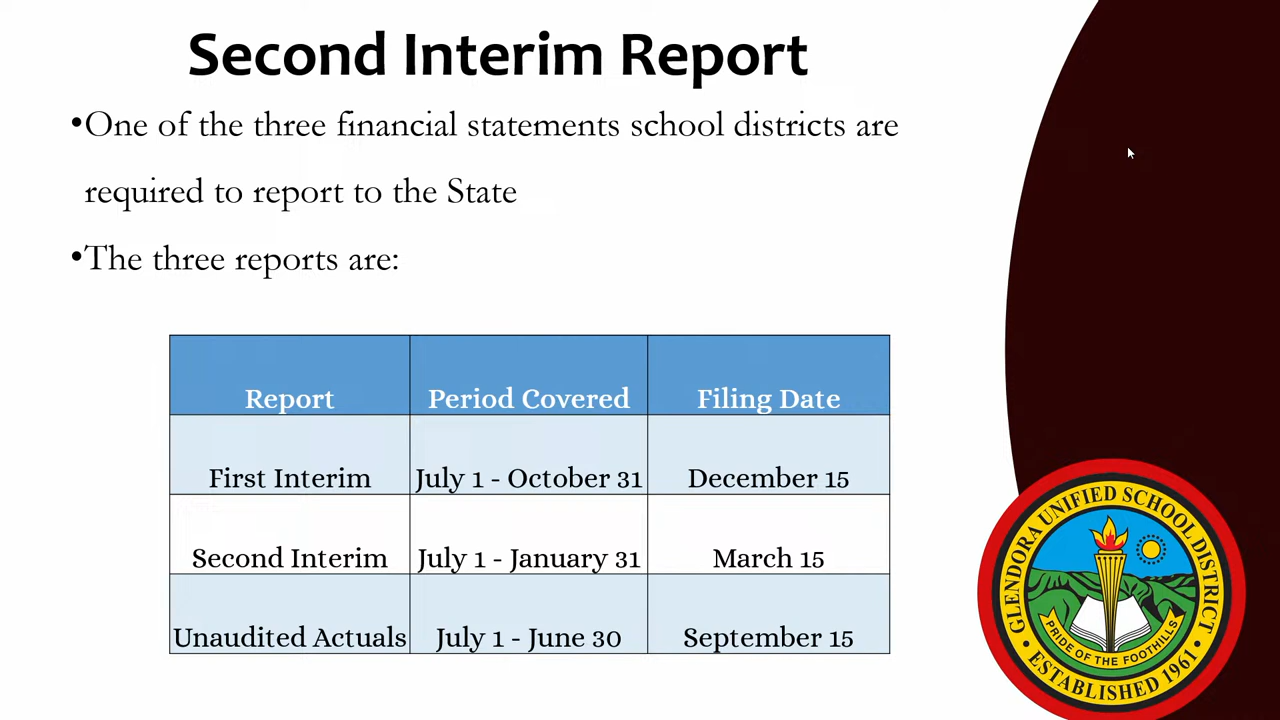 Second Interim Report
•One of the three financial statements school districts are
required to report to the State
•The three reports are:
Report Period Covered Filing Date
First Interim July 1 - October 31 December 15
Second Interim July 1 - January 31 March 15
Unaudited Actuals July 1 - June 30 September 15
GLENDORA UNIFIED SCHOOL DISTRICT
PRIDE OF THE FOOTHILLS
• ESTABLISHED 1961 •